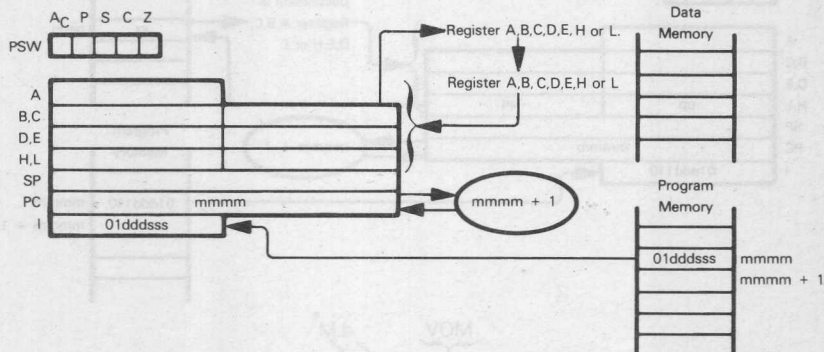 AC P S C Z
PSW
Register A,B,C,D,E, H or L.
Register A,B,C,D,E,H or L
Data
Memory
A
B,C
D,E
H,L
SP
PC mmmm
mmmm + 1
I 01dddsss
Program
Memory
01dddsss mmmm
mmmm + 1